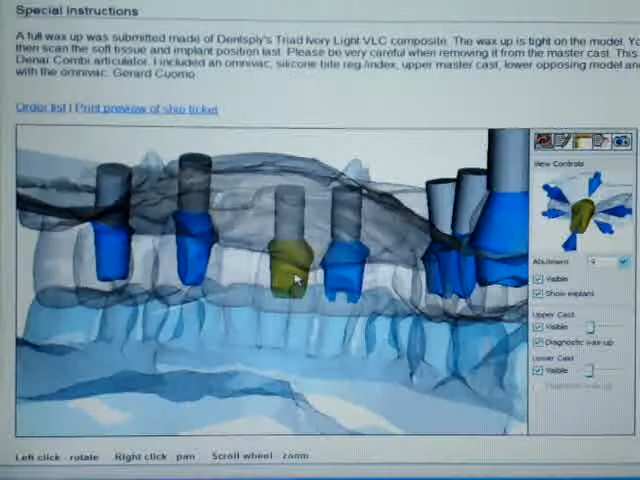 Special Instructions
A full wax up was submitted made of Dentsply's Triad Ivory Light VLC composite. The wax up is tight on the model.
then scan the soft tissue and implant position last. Please be very careful when removing it from the master cast. This
Denar Combi articulator. I included an omnivac, silicone bite reg /index, upper master cast, lower opposing model
with the omnivac. Gerard Cuomo.
Order list | Print preview of ship ticket
View Controls
Abutment
Visible
Show implant
Upper Cast
Visible
Diagnostic wax-up
Lower Cast
Visible
Diagnostic wax-up
Left click - rotate Right click - pan Scroll wheel - zoom